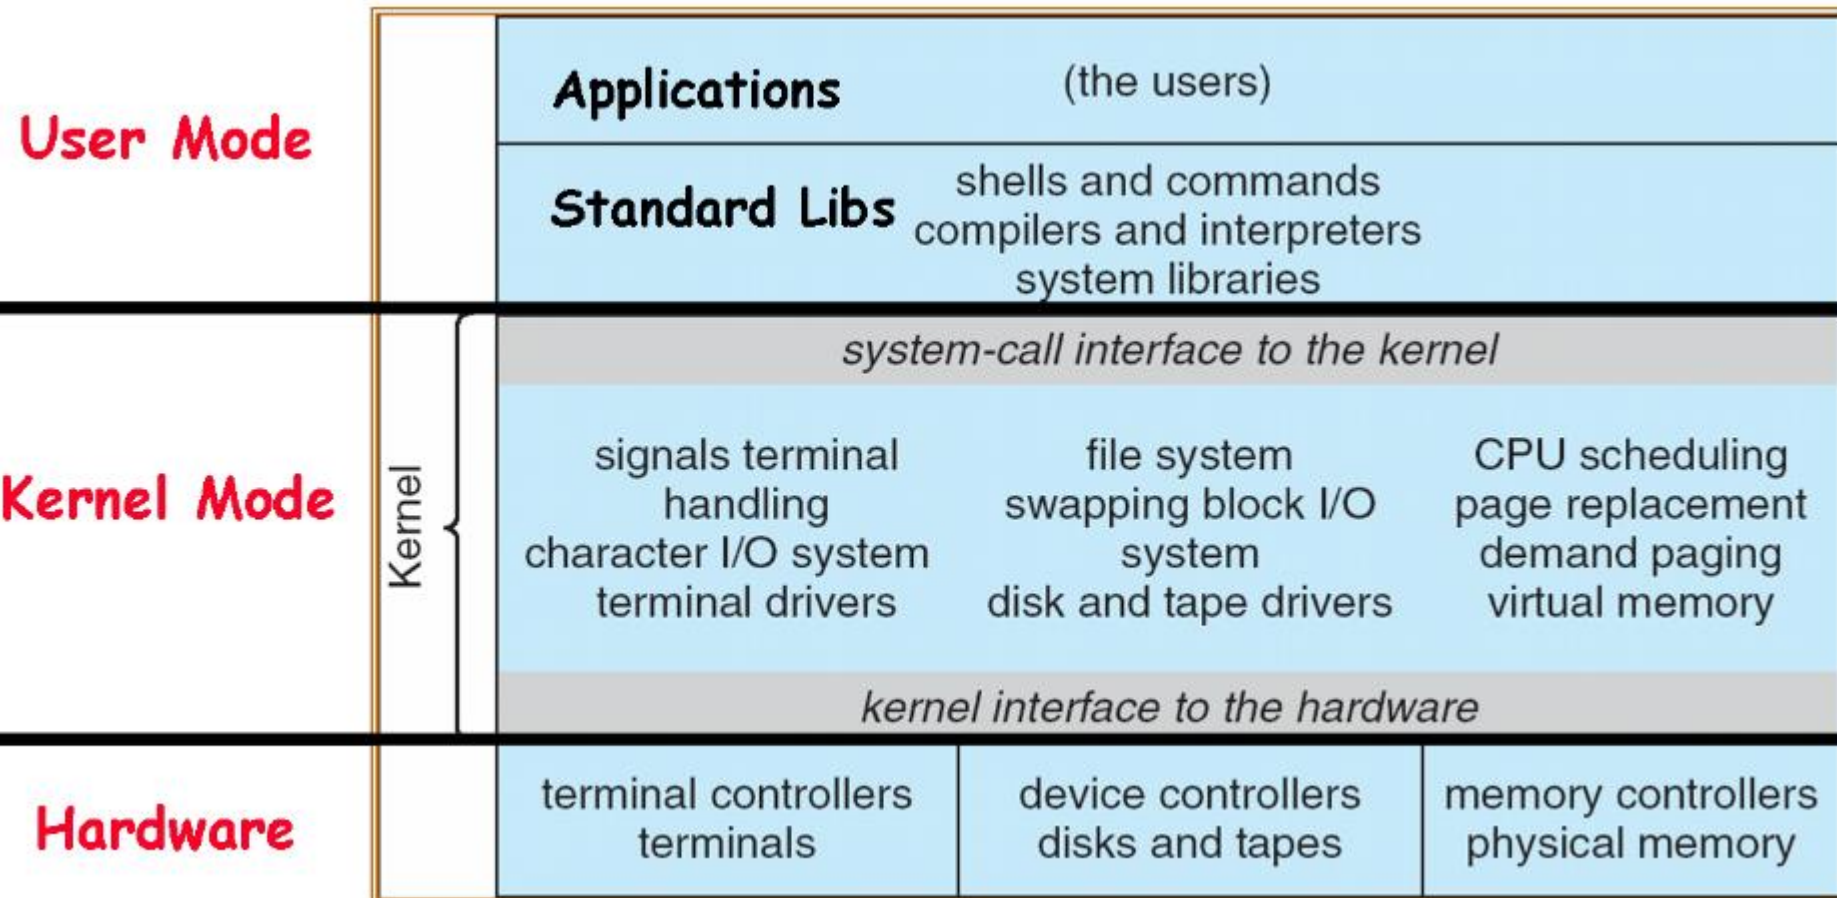 User Mode
Applications
(the users)
Standard Libs
shells and commands
compilers and interpreters
system libraries
Kernel Mode
Kernel
system-call interface to the kernel
signals terminal
handling
character I/O system
terminal drivers
file system
swapping block I/O
system
disk and tape drivers
CPU scheduling
page replacement
demand paging
virtual memory
kernel interface to the hardware
Hardware
terminal controllers
terminals
device controllers
disks and tapes
memory controllers
physical memory